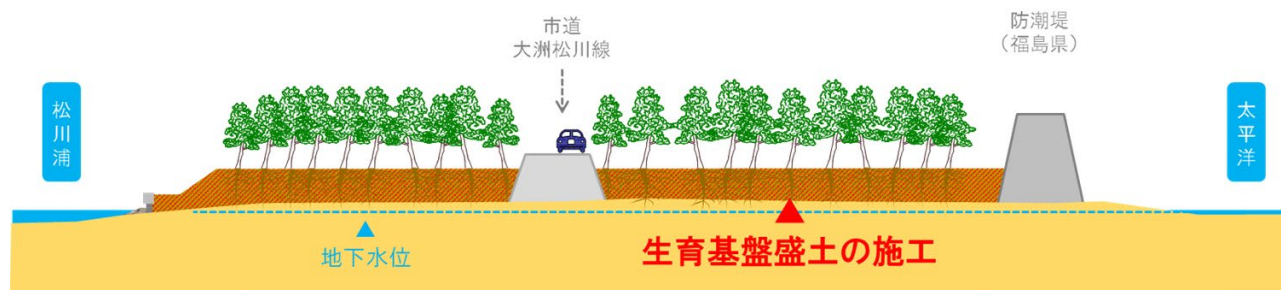 市道
大洲松川線
防潮堤
（福島県）
松川浦
太平洋
地下水位
生育基盤盛土の施工